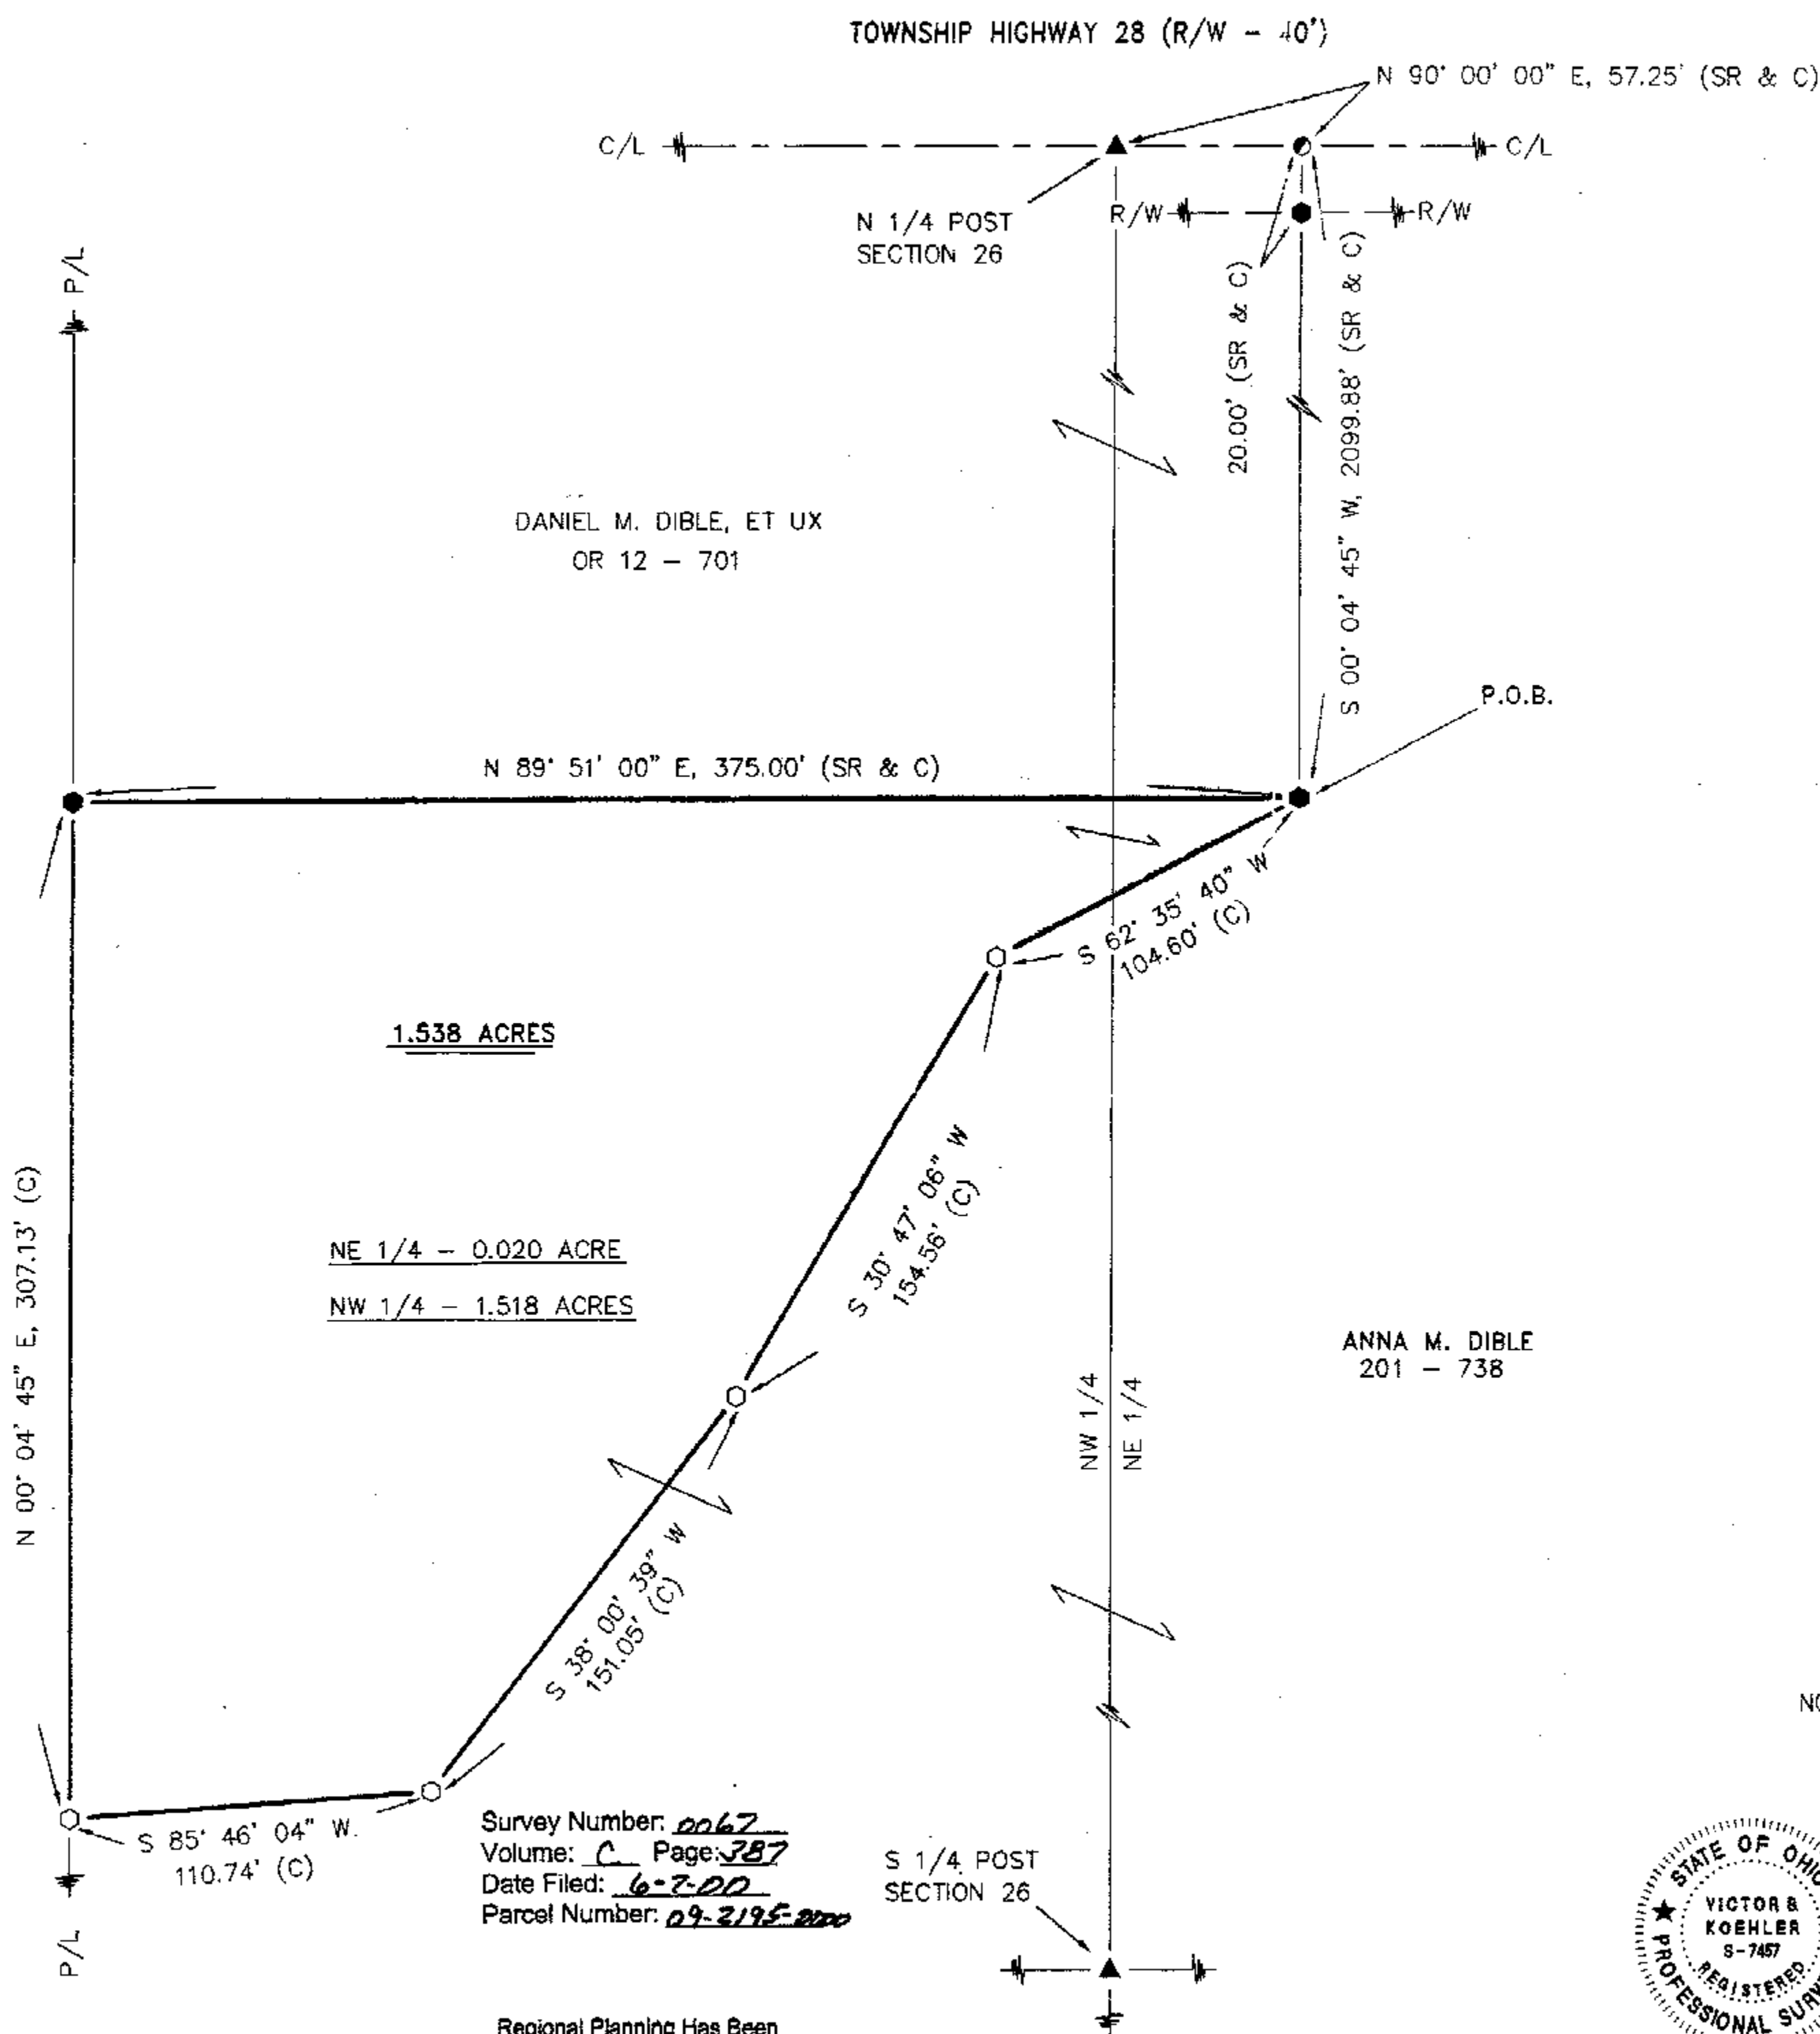 TOWNSHIP HIGHWAY 28 (R/W - 40')
N 90° 00' 00" E, 57.25' (SR & C)
C/L
C/L
N 1/4 POST
SECTION 26
R/W
R/W
P/L
20.00' (SR & C)
S 00° 04' 45" W, 2099.88' (SR & C)
DANIEL M. DIBLE, ET UX
OR 12 - 701
P.O.B.
N 89° 51' 00" E, 375.00' (SR & C)
S 62° 35' 40" W
104.60' (C)
1.538 ACRES
S 30° 47' 06" W
154.56' (C)
N 00° 04' 45" E, 307.13' (C)
NE 1/4 - 0.020 ACRE
NW 1/4 - 1.518 ACRES
ANNA M. DIBLE
201 - 738
NW 1/4
NE 1/4
S 38° 00' 39" W
151.05' (C)
S 85° 46' 04" W.
110.74' (C)
P/L
Survey Number: 0067
Volume: C Page: 387
Date Filed: 6-7-00
Parcel Number: 09-2195-0000
S 1/4 POST
SECTION 26
STATE OF OHIO
VICTOR
KOEHLER
S-7457
REGISTERED
PROFESSIONAL
Regional Planning Has Been